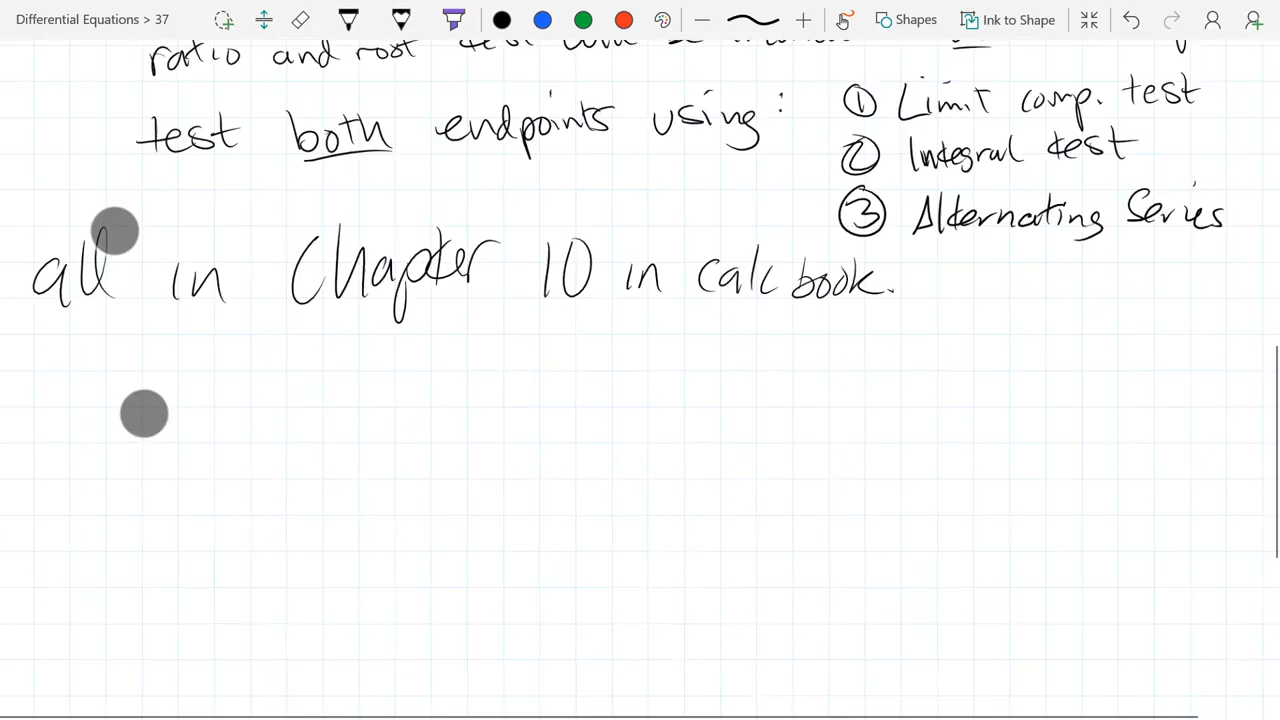 Differential Equations > 37
Shapes
Ink to Shape
ratio and root test
test both endpoints using:
① Limit comp. test
② Integral test
③ Alternating Series
all in Chapter 10 in calc book.